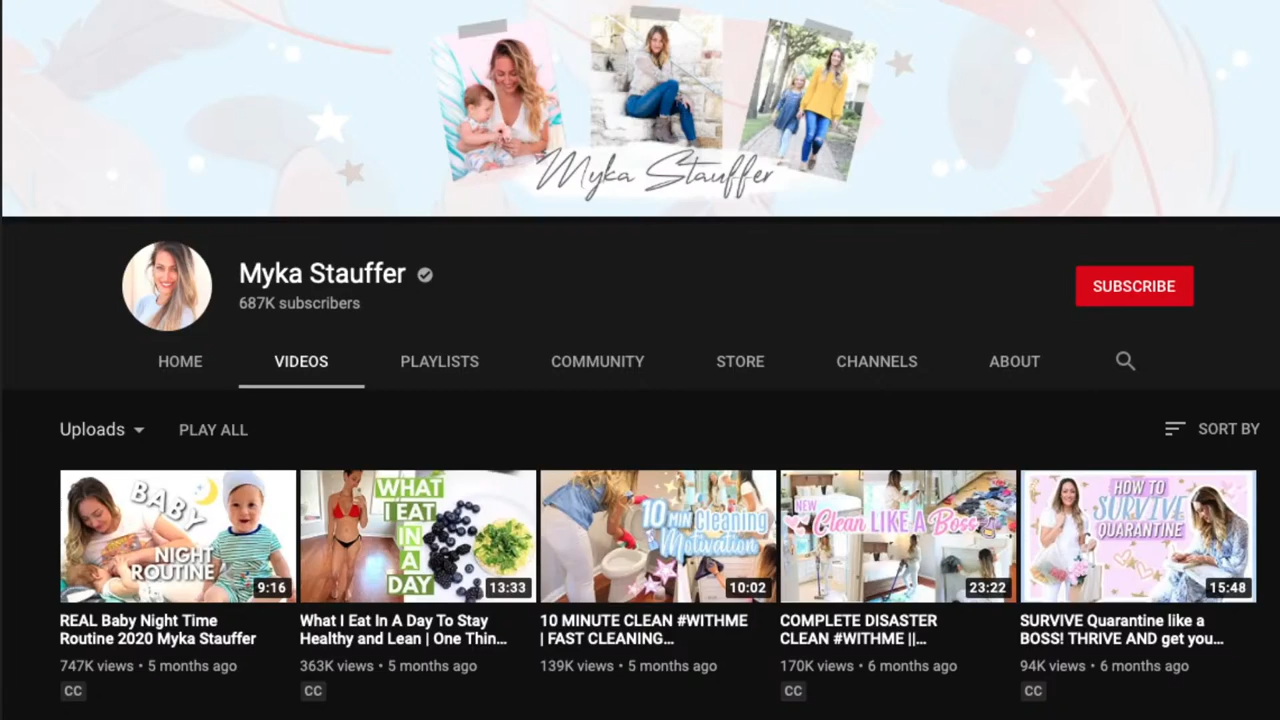 Myka Stauffer
Myka Stauffer
687K subscribers
SUBSCRIBE
HOME VIDEOS PLAYLISTS COMMUNITY STORE CHANNELS ABOUT
Uploads PLAY ALL SORT BY
BABY
NIGHT
ROUTINE
9:16
WHAT
I EAT
IN
A
DAY
13:33
10 MIN Cleaning
Motivation
10:02
NEW
Clean LIKE A Boss
23:22
HOW TO
SURVIVE
QUARANTINE
15:48
REAL Baby Night Time
Routine 2020 Myka Stauffer
747K views • 5 months ago
CC
What I Eat In A Day To Stay
Healthy and Lean | One Thin...
363K views • 5 months ago
CC
10 MINUTE CLEAN #WITHME
| FAST CLEANING...
139K views • 5 months ago
COMPLETE DISASTER
CLEAN #WITHME ||...
170K views • 6 months ago
CC
SURVIVE Quarantine like a
BOSS! THRIVE AND get you...
94K views • 6 months ago
CC